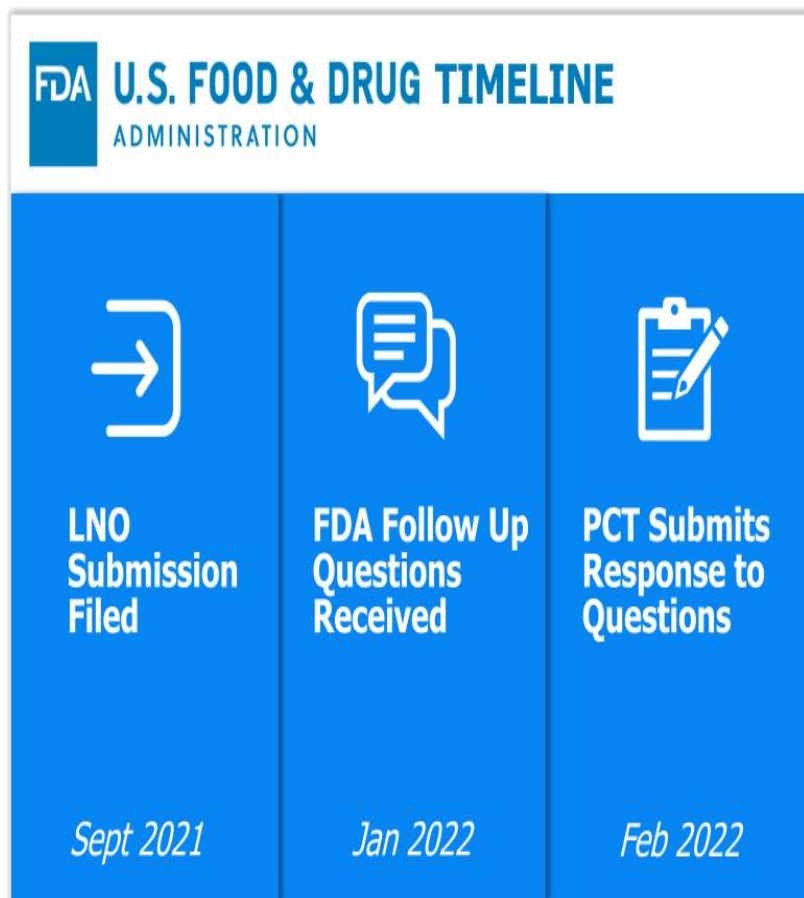 FDA U.S. FOOD & DRUG TIMELINE
ADMINISTRATION
LNO
Submission
Filed
Sept 2021
FDA Follow Up
Questions
Received
Jan 2022
PCT Submits
Response to
Questions
Feb 2022